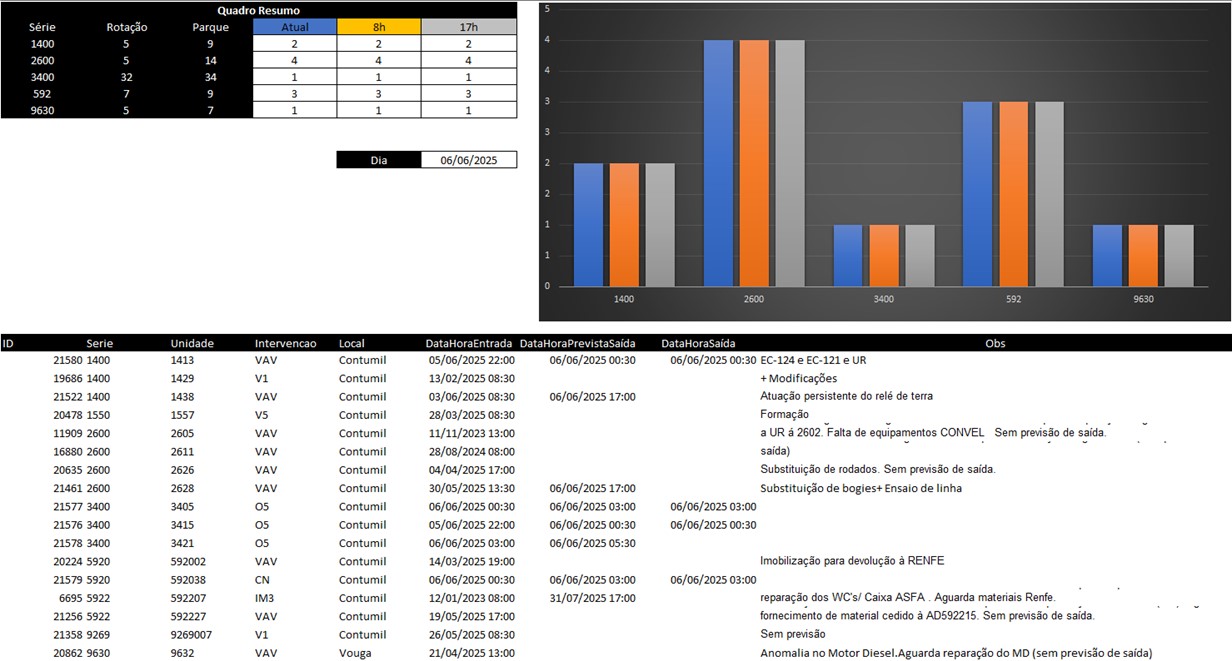 Quadro Resumo
Série Rotação Parque Atual 8h 17h
1400 5 9 2 2 2
2600 5 14 4 4 4
3400 32 34 1 1 1
592 7 9 3 3 3
9630 5 7 1 1 1
Dia 06/06/2025
5
4
4
3
3
2
2
1
1
0
1400 2600 3400 592 9630
ID Serie Unidade Intervencao Local DataHoraEntrada DataHoraPrevistaSaída DataHoraSaída Obs
21580 1400 1413 VAV Contumil 05/06/2025 22:00 06/06/2025 00:30 06/06/2025 00:30 EC-124 e EC-121 e UR
19686 1400 1429 V1 Contumil 13/02/2025 08:30 + Modificações
21522 1400 1438 VAV Contumil 03/06/2025 08:30 06/06/2025 17:00 Atuação persistente do relé de terra
20478 1550 1557 V5 Contumil 28/03/2025 08:30 Formação
11909 2600 2605 VAV Contumil 11/11/2023 13:00 a UR á 2602. Falta de equipamentos CONVEL Sem previsão de saída.
16880 2600 2611 VAV Contumil 28/08/2024 08:00 saída)
20635 2600 2626 VAV Contumil 04/04/2025 17:00 Substituição de rodados. Sem previsão de saída.
21461 2600 2628 VAV Contumil 30/05/2025 13:30 06/06/2025 17:00 Substituição de bogies+ Ensaio de linha
21577 3400 3405 O5 Contumil 06/06/2025 00:30 06/06/2025 03:00 06/06/2025 03:00
21576 3400 3415 O5 Contumil 05/06/2025 22:00 06/06/2025 00:30 06/06/2025 00:30
21578 3400 3421 O5 Contumil 06/06/2025 03:00 06/06/2025 05:30
20224 5920 592002 VAV Contumil 14/03/2025 19:00 Imobilização para devolução à RENFE
21579 5920 592038 CN Contumil 06/06/2025 00:30 06/06/2025 03:00 06/06/2025 03:00
6695 5922 592207 IM3 Contumil 12/01/2023 08:00 31/07/2025 17:00 reparação dos WC's/ Caixa ASFA . Aguarda materiais Renfe.
21256 5922 592227 VAV Contumil 19/05/2025 17:00 fornecimento de material cedido à AD592215. Sem previsão de saída.
21358 9269 9269007 V1 Contumil 26/05/2025 08:30 Sem previsão
20862 9630 9632 VAV Vouga 21/04/2025 13:00 Anomalia no Motor Diesel.Aguarda reparação do MD (sem previsão de saída)